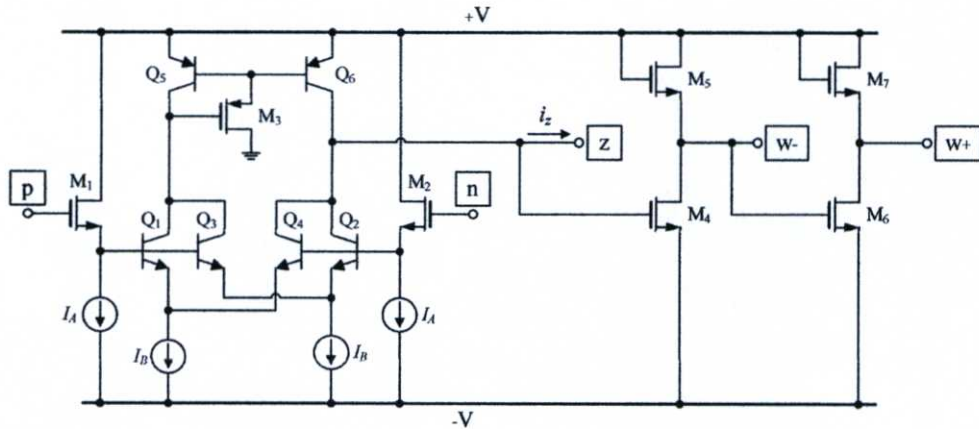 +V
Q5 Q6 M5 M7
M3
iz
z w- w+
p M1 M2 n
Q1 Q3 Q4 Q2 M4 M6
IA IB IB IA
-V